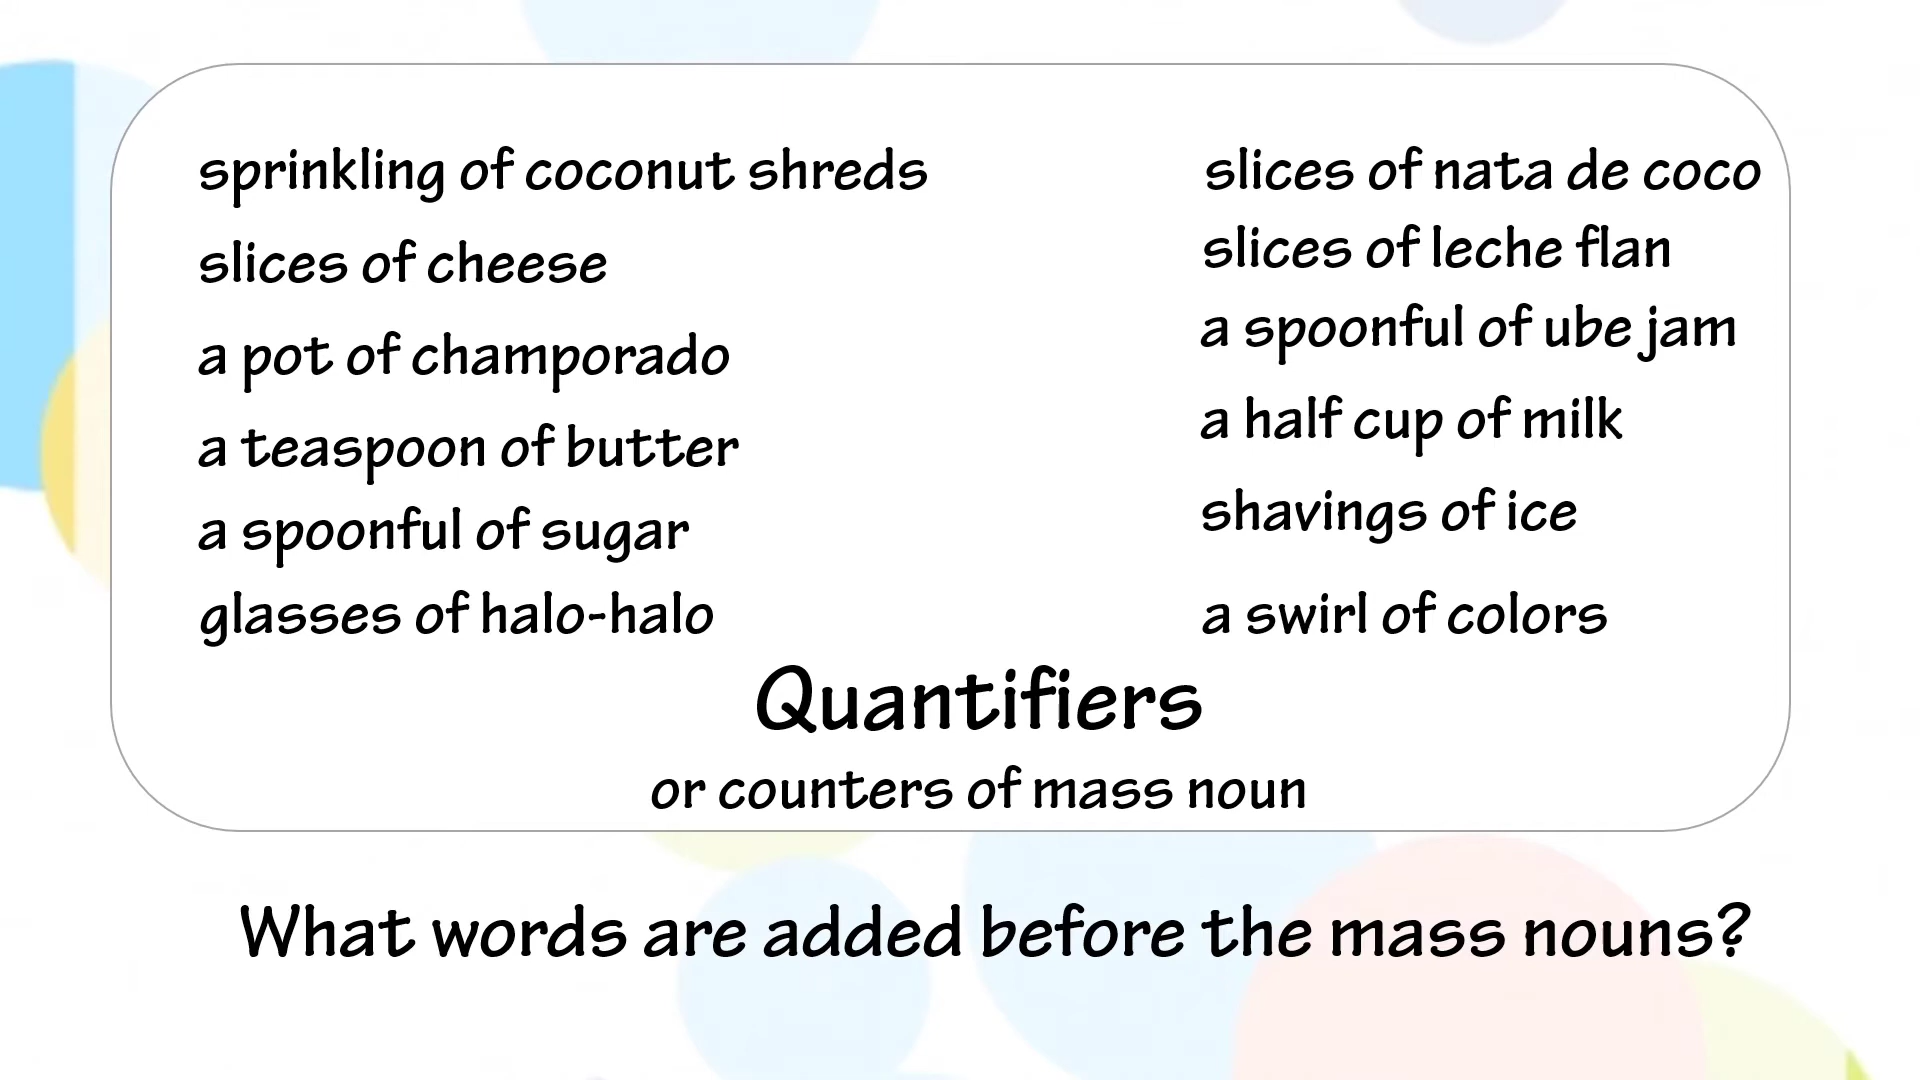 sprinkling of coconut shreds
slices of cheese
a pot of champorado
a teaspoon of butter
a spoonful of sugar
glasses of halo-halo
slices of nata de coco
slices of leche flan
a spoonful of ube jam
a half cup of milk
shavings of ice
a swirl of colors
Quantifiers
or counters of mass noun
What words are added before the mass nouns?